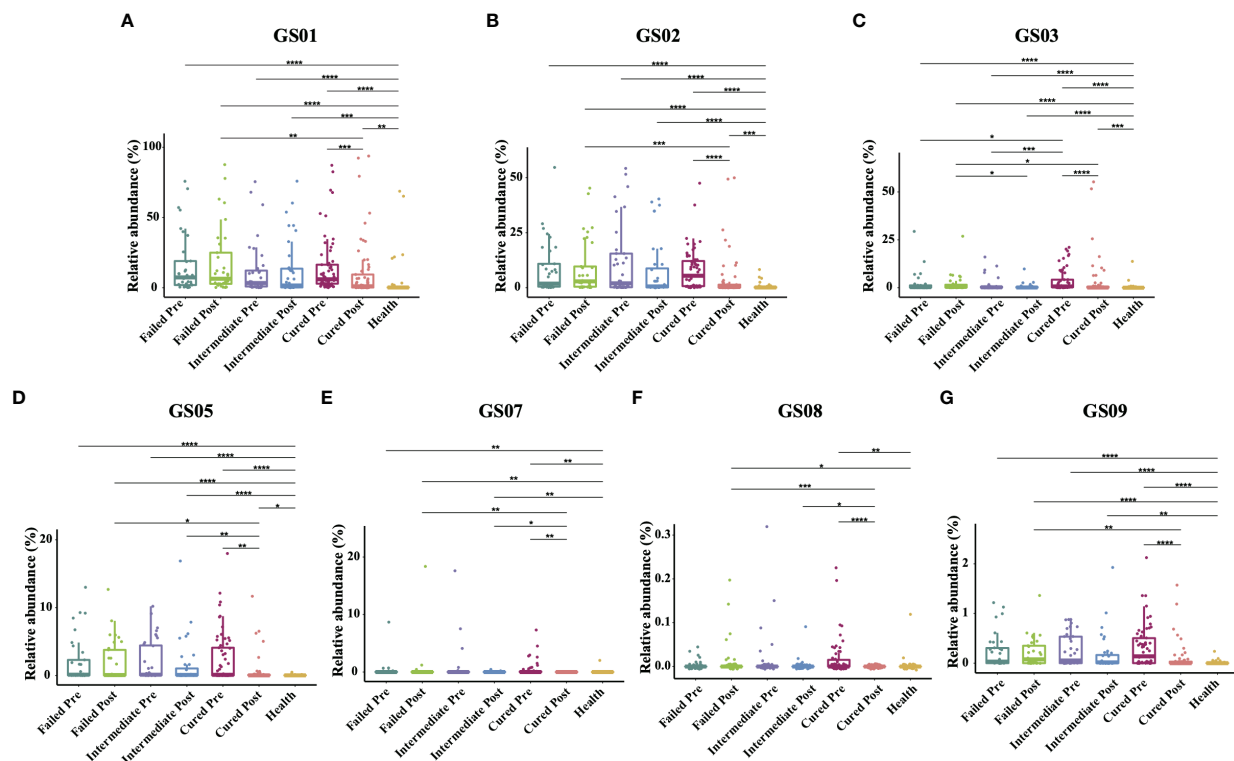 A
GS01
****
****
****
****
***
**
**
***
Relative abundance (%)
100
50
0
Failed Pre
Failed Post
Intermediate Pre
Intermediate Post
Cured Pre
Cured Post
Health
B
GS02
****
****
****
****
****
***
***
****
Relative abundance (%)
50
25
0
Failed Pre
Failed Post
Intermediate Pre
Intermediate Post
Cured Pre
Cured Post
Health
C
GS03
****
****
****
****
****
***
*
***
*
*
****
Relative abundance (%)
50
25
0
Failed Pre
Failed Post
Intermediate Pre
Intermediate Post
Cured Pre
Cured Post
Health
D
GS05
****
****
****
****
****
*
*
**
**
Relative abundance (%)
20
10
0
Failed Pre
Failed Post
Intermediate Pre
Intermediate Post
Cured Pre
Cured Post
Health
E
GS07
**
**
**
**
**
*
**
Relative abundance (%)
20
10
0
Failed Pre
Failed Post
Intermediate Pre
Intermediate Post
Cured Pre
Cured Post
Health
F
GS08
**
*
***
*
****
Relative abundance (%)
0.3
0.2
0.1
0.0
Failed Pre
Failed Post
Intermediate Pre
Intermediate Post
Cured Pre
Cured Post
Health
G
GS09
****
****
****
****
**
**
****
Relative abundance (%)
2
1
0
Failed Pre
Failed Post
Intermediate Pre
Intermediate Post
Cured Pre
Cured Post
Health